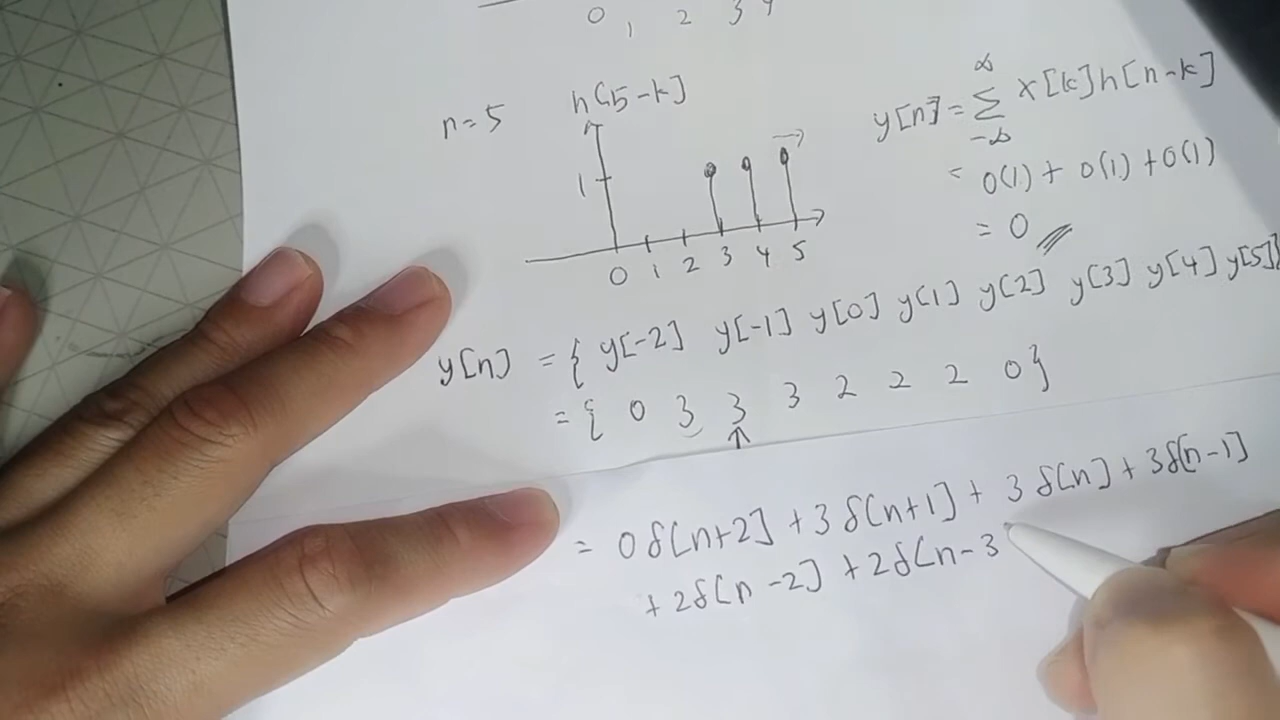 0 1 2 3 4
n=5 h[5-k]
1
0 1 2 3 4 5
y[n] = ∑ x[k]h[n-k]
∞
-∞
= 0(1) + 0(1) + 0(1)
= 0
y[n] = { y[-2] y[-1] y[0] y[1] y[2] y[3] y[4] y[5]}
= { 0 3 3 3 2 2 2 0 }
↑
= 0δ[n+2] + 3δ[n+1] + 3δ[n] + 3δ[n-1]
+ 2δ[n-2] + 2δ[n-3